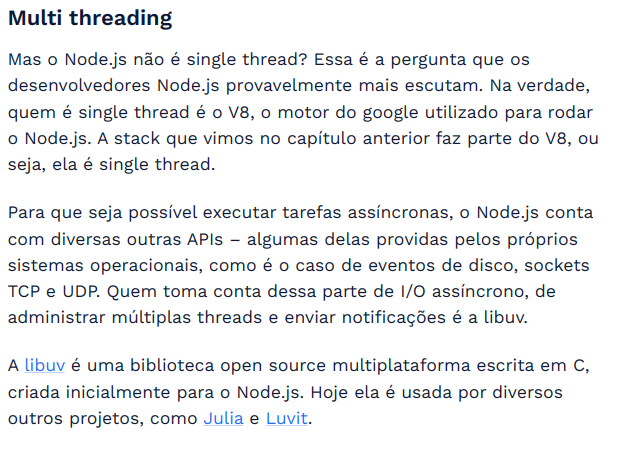 Multi threading
Mas o Node.js não é single thread? Essa é a pergunta que os
desenvolvedores Node.js provavelmente mais escutam. Na verdade,
quem é single thread é o V8, o motor do google utilizado para rodar
o Node.js. A stack que vimos no capítulo anterior faz parte do V8, ou
seja, ela é single thread.
Para que seja possível executar tarefas assíncronas, o Node.js conta
com diversas outras APIs – algumas delas providas pelos próprios
sistemas operacionais, como é o caso de eventos de disco, sockets
TCP e UDP. Quem toma conta dessa parte de I/O assíncrono, de
administrar múltiplas threads e enviar notificações é a libuv.
A libuv é uma biblioteca open source multiplataforma escrita em C,
criada inicialmente para o Node.js. Hoje ela é usada por diversos
outros projetos, como Julia e Luvit.